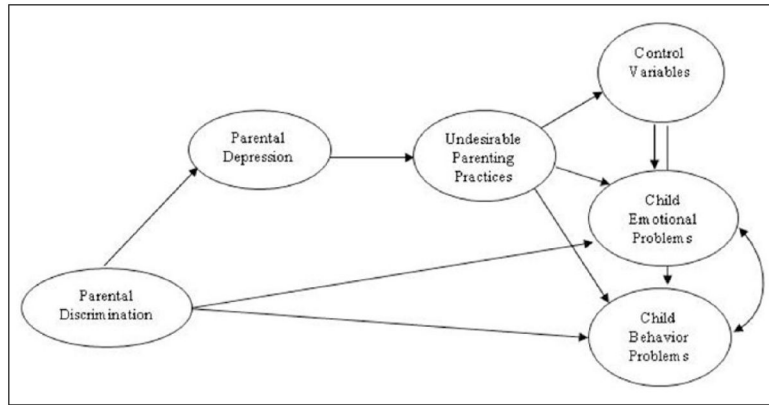 Control
Variables
Parental
Depression
Undesirable
Parenting
Practices
Child
Emotional
Problems
Parental
Discrimination
Child
Behavior
Problems